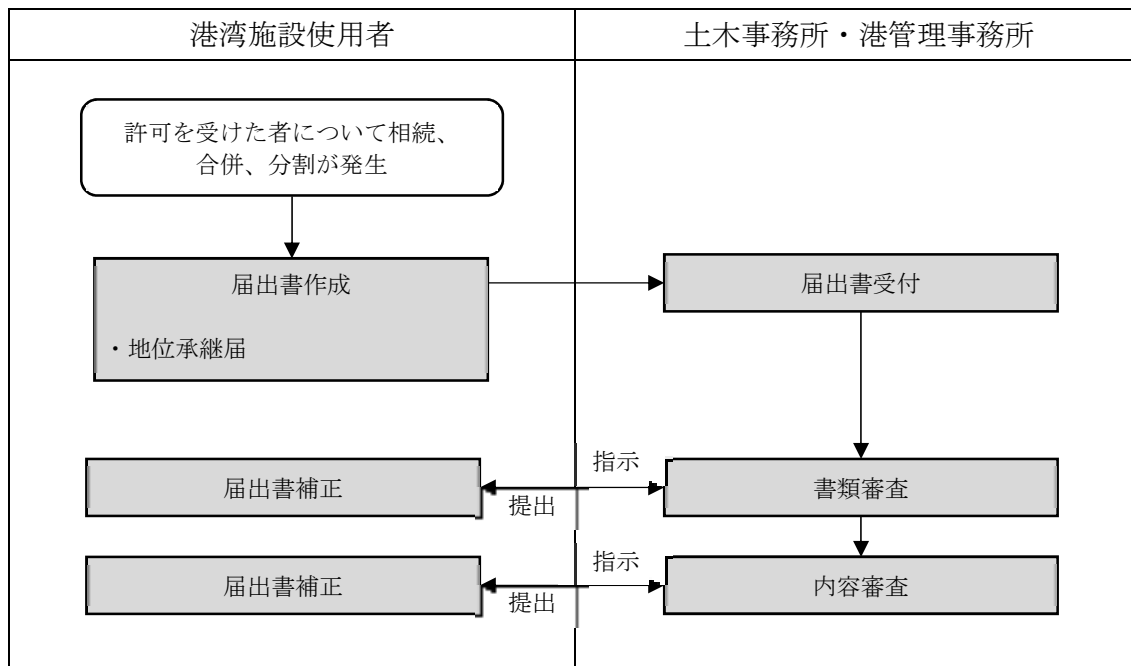 港湾施設使用者
土木事務所・港管理事務所
許可を受けた者について相続、
合併、分割が発生
届出書作成
・地位承継届
届出書受付
届出書補正
指示
提出
書類審査
届出書補正
指示
提出
内容審査